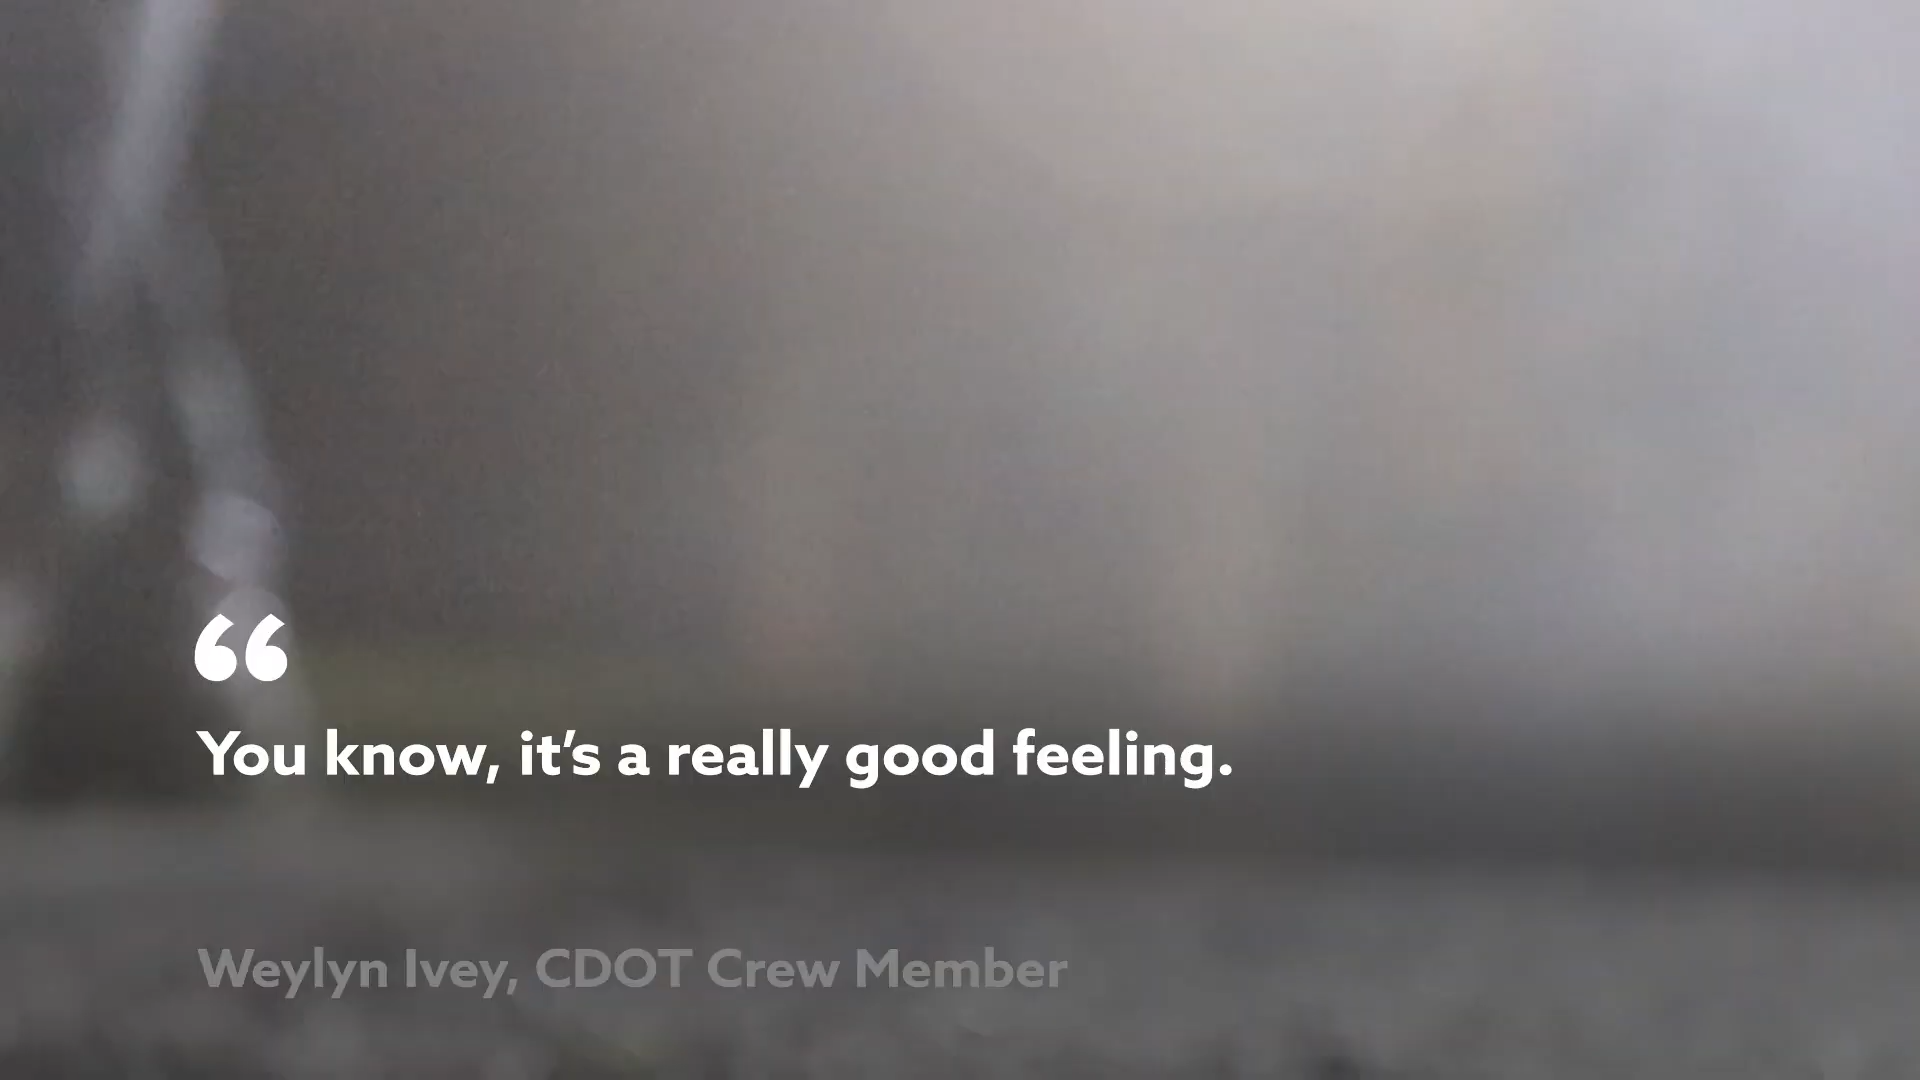 “
You know, it’s a really good feeling.
Weylyn Ivey, CDOT Crew Member